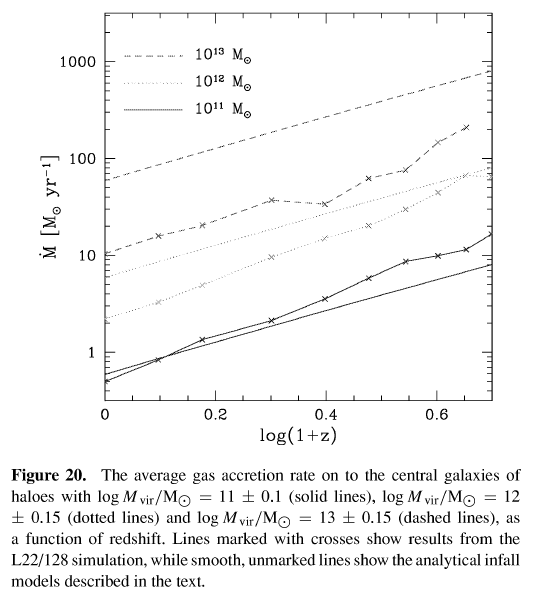 1000
100
10
1
Ṁ [M⊙ yr⁻¹]
10¹³ M⊙
10¹² M⊙
10¹¹ M⊙
0
0.2
0.4
0.6
log(1+z)
Figure 20. The average gas accretion rate on to the central galaxies of
haloes with log Mvir/M⊙ = 11 ± 0.1 (solid lines), log Mvir/M⊙ = 12
± 0.15 (dotted lines) and log Mvir/M⊙ = 13 ± 0.15 (dashed lines), as
a function of redshift. Lines marked with crosses show results from the
L22/128 simulation, while smooth, unmarked lines show the analytical infall
models described in the text.